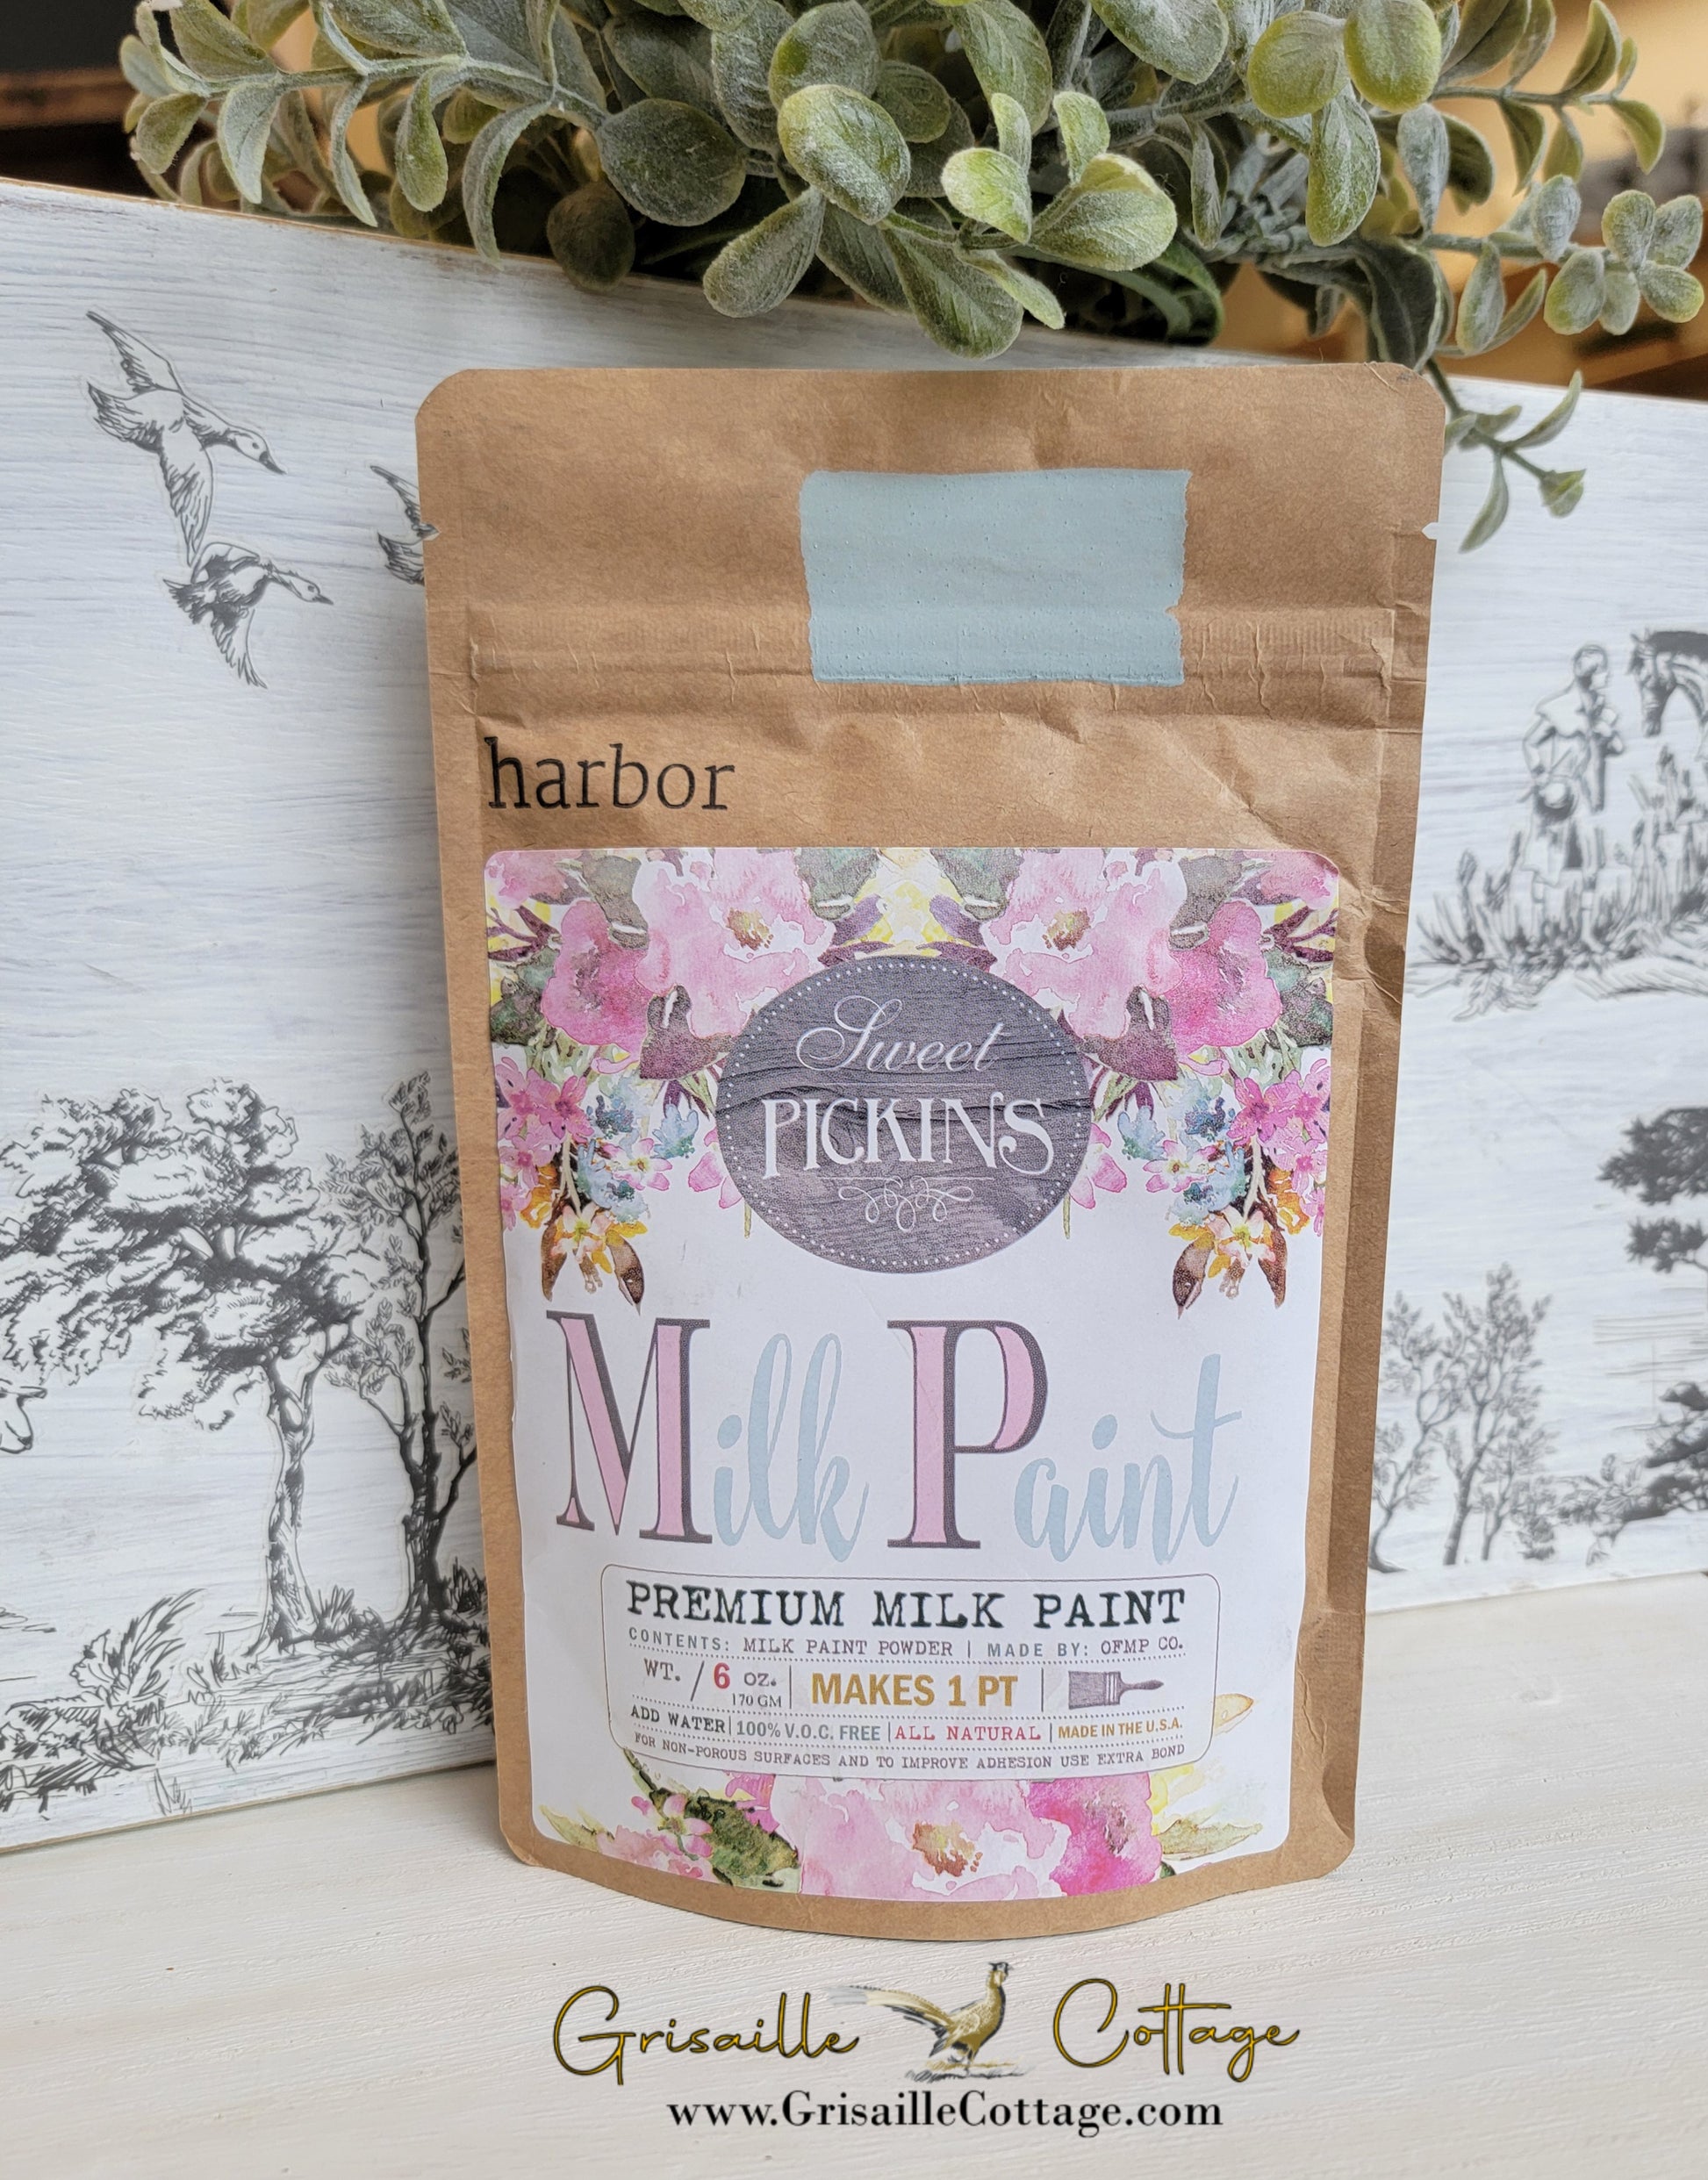 harbor
Sweet
PICKINS
Milk Paint
PREMIUM MILK PAINT
CONTENTS: MILK PAINT POWDER | MADE BY: OFMP CO.
WT. / 6 OZ. | MAKES 1 PT |
170 GM
ADD WATER | 100% V.O.C. FREE | ALL NATURAL | MADE IN THE U.S.A.
FOR NON-POROUS SURFACES AND TO IMPROVE ADHESION USE EXTRA BOND
Grisaille Cottage
www.GrisailleCottage.com